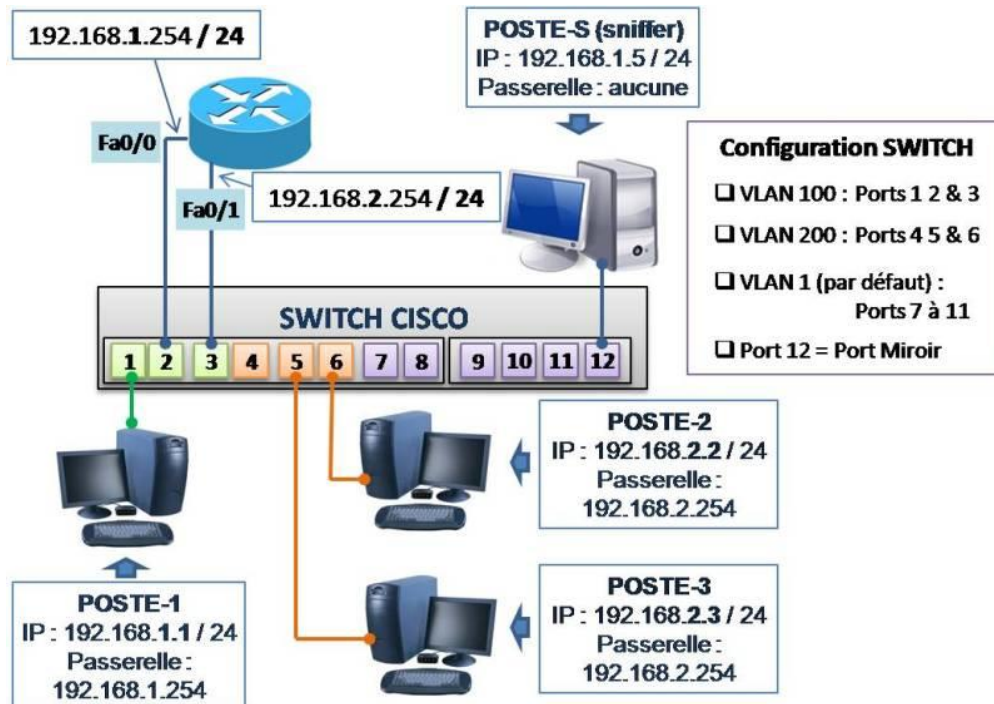 192.168.1.254 / 24
POSTE-S (sniffer)
IP : 192.168.1.5 / 24
Passerelle : aucune
Fa0/0
Fa0/1
192.168.2.254 / 24
Configuration SWITCH
VLAN 100 : Ports 1 2 & 3
VLAN 200 : Ports 4 5 & 6
VLAN 1 (par défaut) :
Ports 7 à 11
Port 12 = Port Miroir
SWITCH CISCO
1 2 3 4 5 6 7 8 9 10 11 12
POSTE-2
IP : 192.168.2.2 / 24
Passerelle :
192.168.2.254
POSTE-1
IP : 192.168.1.1 / 24
Passerelle :
192.168.1.254
POSTE-3
IP : 192.168.2.3 / 24
Passerelle :
192.168.2.254